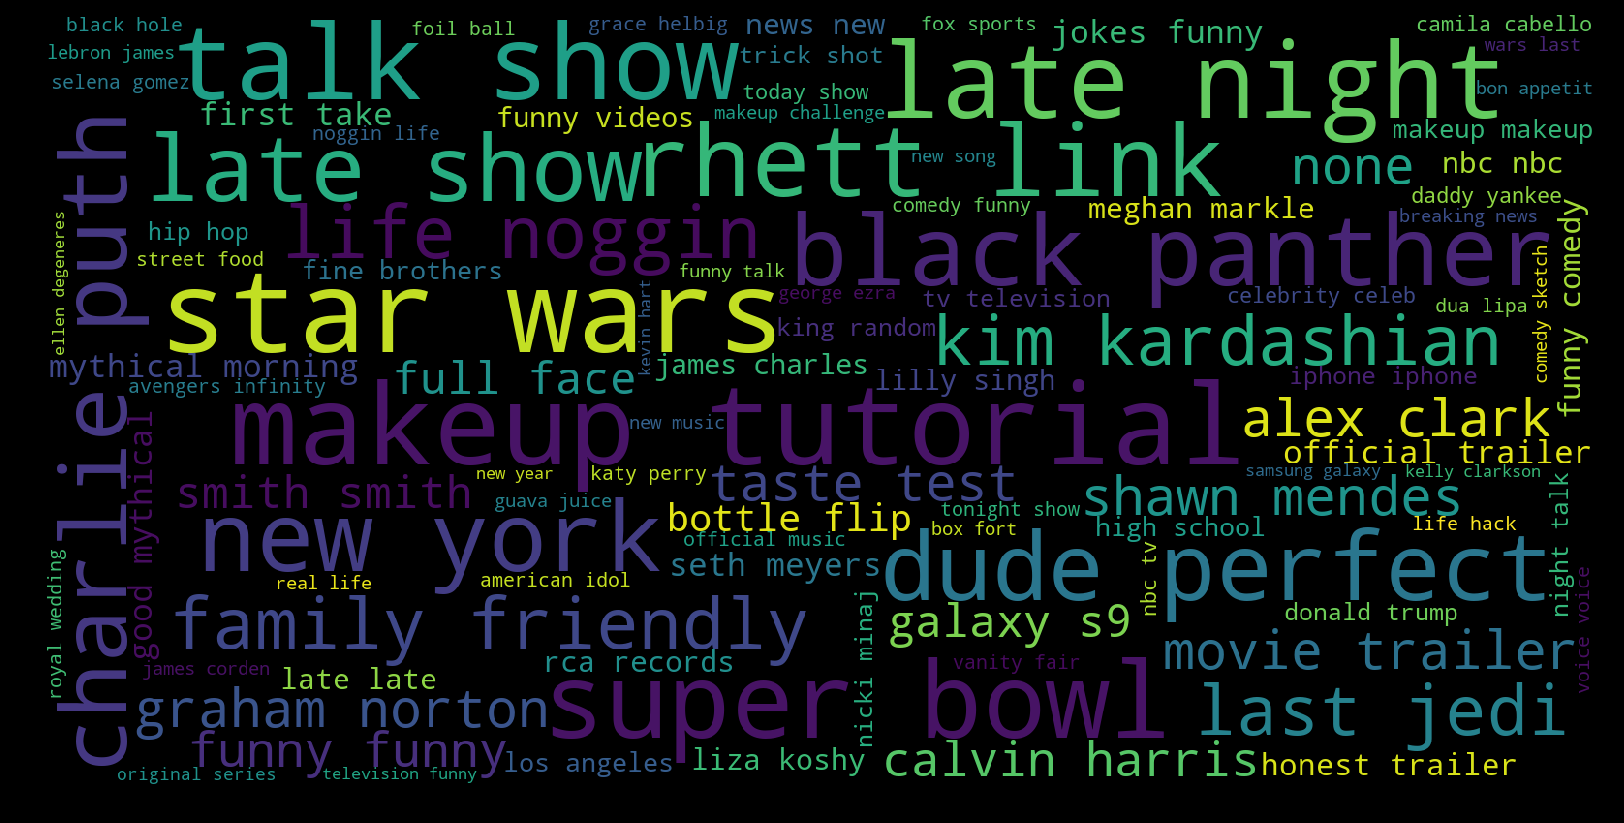 black hole
foil ball
grace helbig
news new
fox sports
jokes funny
camila cabello
lebron james
talk show
trick shot
late night
wars last
selena gomez
today show
bon appetit
first take
funny videos
makeup challenge
makeup makeup
noggin life
late show
rhett link
new song
none
nbc nbc
charlie puth
daddy yankee
comedy funny
meghan markle
breaking news
ellen degeneres
hip hop
life noggin
black panther
funny comedy
street food
fine brothers
funny talk
george ezra
tv television
celebrity celeb
dua lipa
comedy sketch
star wars
kevin hart
king random
kim kardashian
mythical morning
full face
james charles
avengers infinity
lilly singh
iphone iphone
makeup tutorial
new music
alex clark
official trailer
good mythical
smith smith
new year
katy perry
taste test
samsung galaxy
kelly clarkson
guava juice
shawn mendes
night talk
new york
bottle flip
tonight show
box fort
high school
life hack
official music
royal wedding
real life
american idol
seth meyers
dude perfect
nbc tv
voice voice
family friendly
nicki minaj
galaxy s9
donald trump
james corden
late late
rca records
vanity fair
movie trailer
graham norton
super bowl
last jedi
funny funny
los angeles
liza koshy
calvin harris
honest trailer
original series
television funny